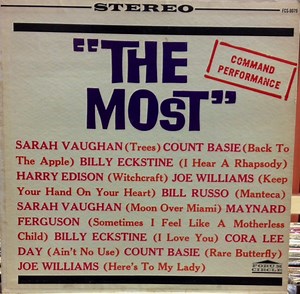 STEREO
"THE
MOST"
COMMAND
PERFORMANCE
SARAH VAUGHAN (Trees) COUNT BASIE (Back To
The Apple) BILLY ECKSTINE (I Hear A Rhapsody)
HARRY EDISON (Witchcraft) JOE WILLIAMS (Keep
Your Hand On Your Heart) BILL RUSSO (Manteca)
SARAH VAUGHAN (Moon Over Miami) MAYNARD
FERGUSON (Sometimes I Feel Like A Motherless
Child) BILLY ECKSTINE (I Love You) CORA LEE
DAY (Ain't No Use) COUNT BASIE (Rare Butterfly)
JOE WILLIAMS (Here's To My Lady)
FORUM
CIRCLE